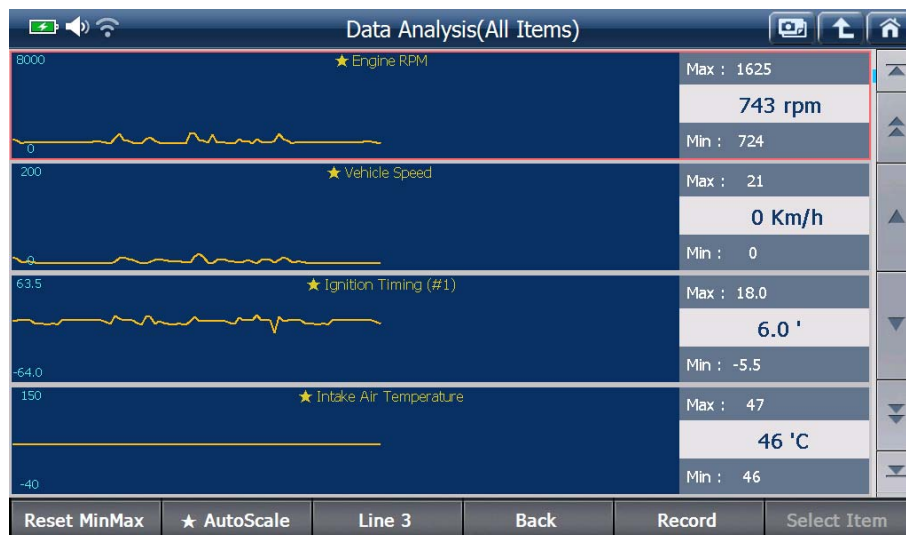 Data Analysis(All Items)
8000
★ Engine RPM
0
Max : 1625
743 rpm
Min : 724
200
★ Vehicle Speed
0
Max : 21
0 Km/h
Min : 0
63.5
★ Ignition Timing (#1)
-64.0
Max : 18.0
6.0 '
Min : -5.5
150
★ Intake Air Temperature
-40
Max : 47
46 'C
Min : 46
Reset MinMax ★ AutoScale Line 3 Back Record Select Item